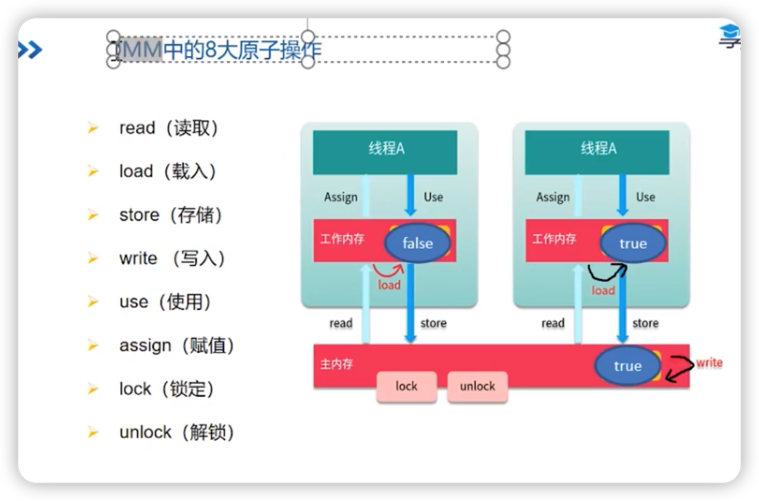 JMM中的8大原子操作
read（读取）
load（载入）
store（存储）
write （写入）
use（使用）
assign（赋值）
lock（锁定）
unlock（解锁）
线程A
Assign
Use
工作内存
false
load
read
store
线程A
Assign
Use
工作内存
true
load
read
store
主内存
true
write
lock
unlock